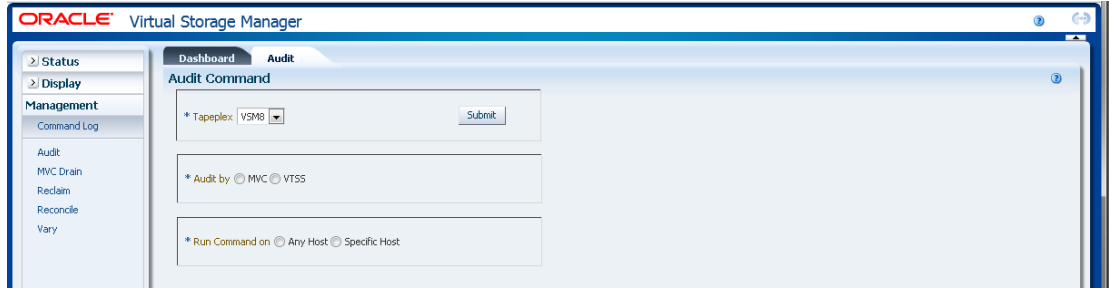 ORACLE Virtual Storage Manager
Status
Display
Management
Command Log
Audit
MVC Drain
Reclaim
Reconcile
Vary
Dashboard Audit
Audit Command
* Tapeplex VSM8 Submit
* Audit by MVC VTSS
* Run Command on Any Host Specific Host